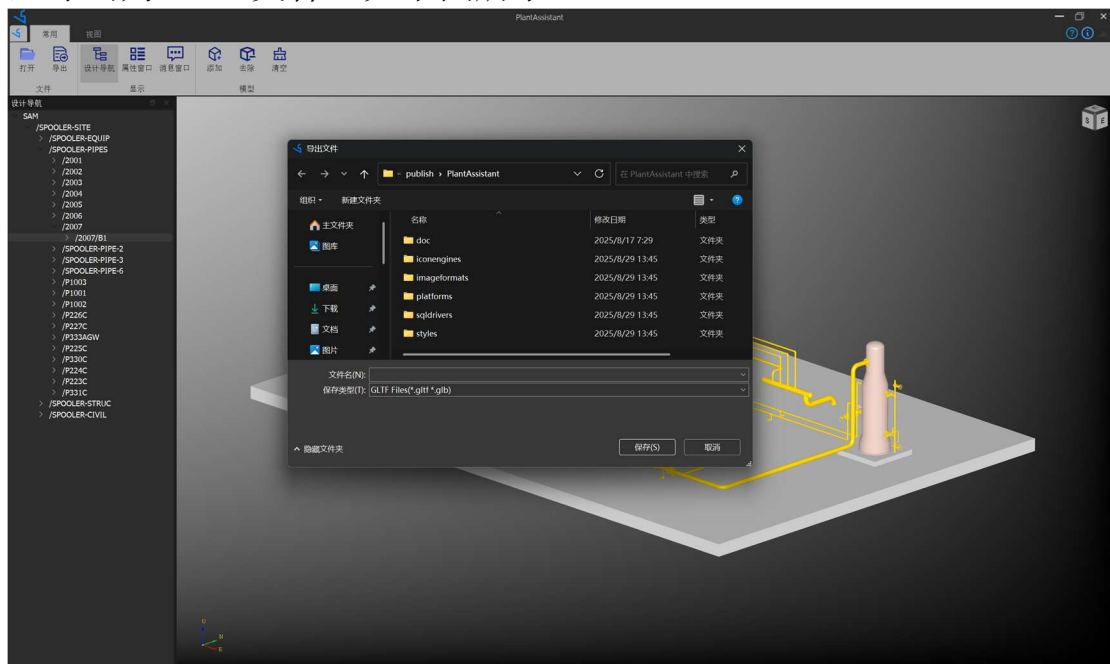 PlantAssistant
常用 视图
打开 导出 设计导航 属性窗口 消息窗口 添加 去除 清空
文件 显示 模型
设计导航
SAM
/SPOOLER-SITE
/SPOOLER-EQUIP
/SPOOLER-PIPES
/2001
/2002
/2003
/2004
/2005
/2006
/2007
/2007/B1
/SPOOLER-PIPE-2
/SPOOLER-PIPE-3
/SPOOLER-PIPE-6
/P1003
/P1001
/P1002
/P226C
/P227C
/P333AGW
/P225C
/P330C
/P224C
/P223C
/P331C
/SPOOLER-STRUC
/SPOOLER-CIVIL
导出文件
publish › PlantAssistant
在 PlantAssistant 中搜索
组织 新建文件夹
主文件夹
图库
桌面
下载
文档
图片
名称 修改日期 类型
doc 2025/8/17 7:29 文件夹
iconengines 2025/8/29 13:45 文件夹
imageformats 2025/8/29 13:45 文件夹
platforms 2025/8/29 13:45 文件夹
sqldrivers 2025/8/29 13:45 文件夹
styles 2025/8/29 13:45 文件夹
文件名(N):
保存类型(T): GLTF Files(*.gltf *.glb)
隐藏文件夹 保存(S) 取消
S E
U
N
E